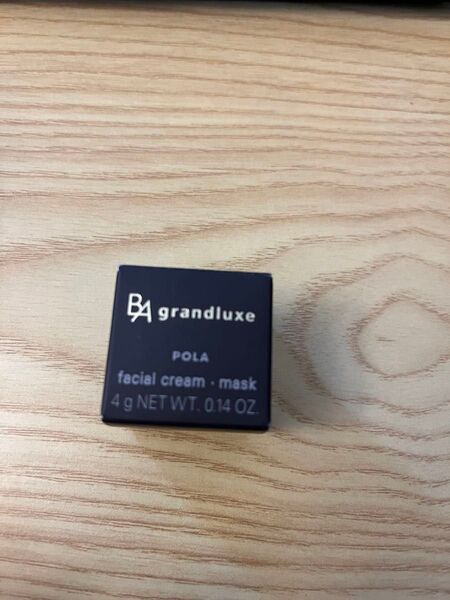 BA grandluxe
POLA
facial cream · mask
4 g NET WT. 0.14 OZ.